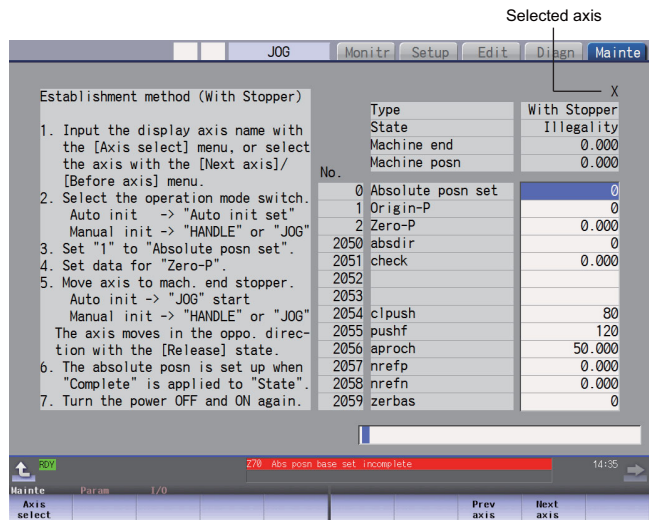 Selected axis
JOG Monitr Setup Edit Diagn Mainte
Establishment method (With Stopper)
1. Input the display axis name with
the [Axis select] menu, or select
the axis with the [Next axis]/
[Before axis] menu.
2. Select the operation mode switch.
Auto init -> "Auto init set"
Manual init -> "HANDLE" or "JOG"
3. Set "1" to "Absolute posn set".
4. Set data for "Zero-P".
5. Move axis to mach. end stopper.
Auto init -> "JOG" start
Manual init -> "HANDLE" or "JOG"
The axis moves in the oppo. direc-
tion with the [Release] state.
6. The absolute posn is set up when
"Complete" is applied to "State".
7. Turn the power OFF and ON again.
X
Type With Stopper
State Illegality
Machine end 0.000
Machine posn 0.000
No.
0 Absolute posn set 0
1 Origin-P 0
2 Zero-P 0.000
2050 absdir 0
2051 check 0.000
2052
2053
2054 clpush 80
2055 pushf 120
2056 aproch 50.000
2057 nrefp 0.000
2058 nrefn 0.000
2059 zerbas 0
RDY Z70 Abs posn base set incomplete 14:35
Mainte Param I/O
Axis select Prev axis Next axis